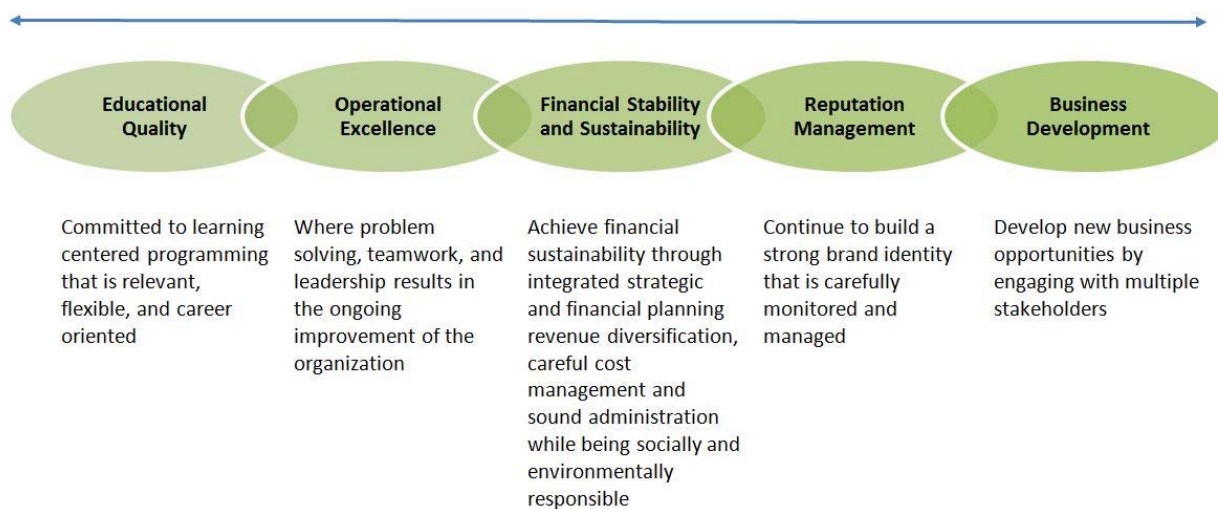 Educational
Quality
Operational
Excellence
Financial Stability
and Sustainability
Reputation
Management
Business
Development
Committed to learning
centered programming
that is relevant,
flexible, and career
oriented
Where problem
solving, teamwork, and
leadership results in
the ongoing
improvement of the
organization
Achieve financial
sustainability through
integrated strategic
and financial planning
revenue diversification,
careful cost
management and
sound administration
while being socially and
environmentally
responsible
Continue to build a
strong brand identity
that is carefully
monitored and
managed
Develop new business
opportunities by
engaging with multiple
stakeholders